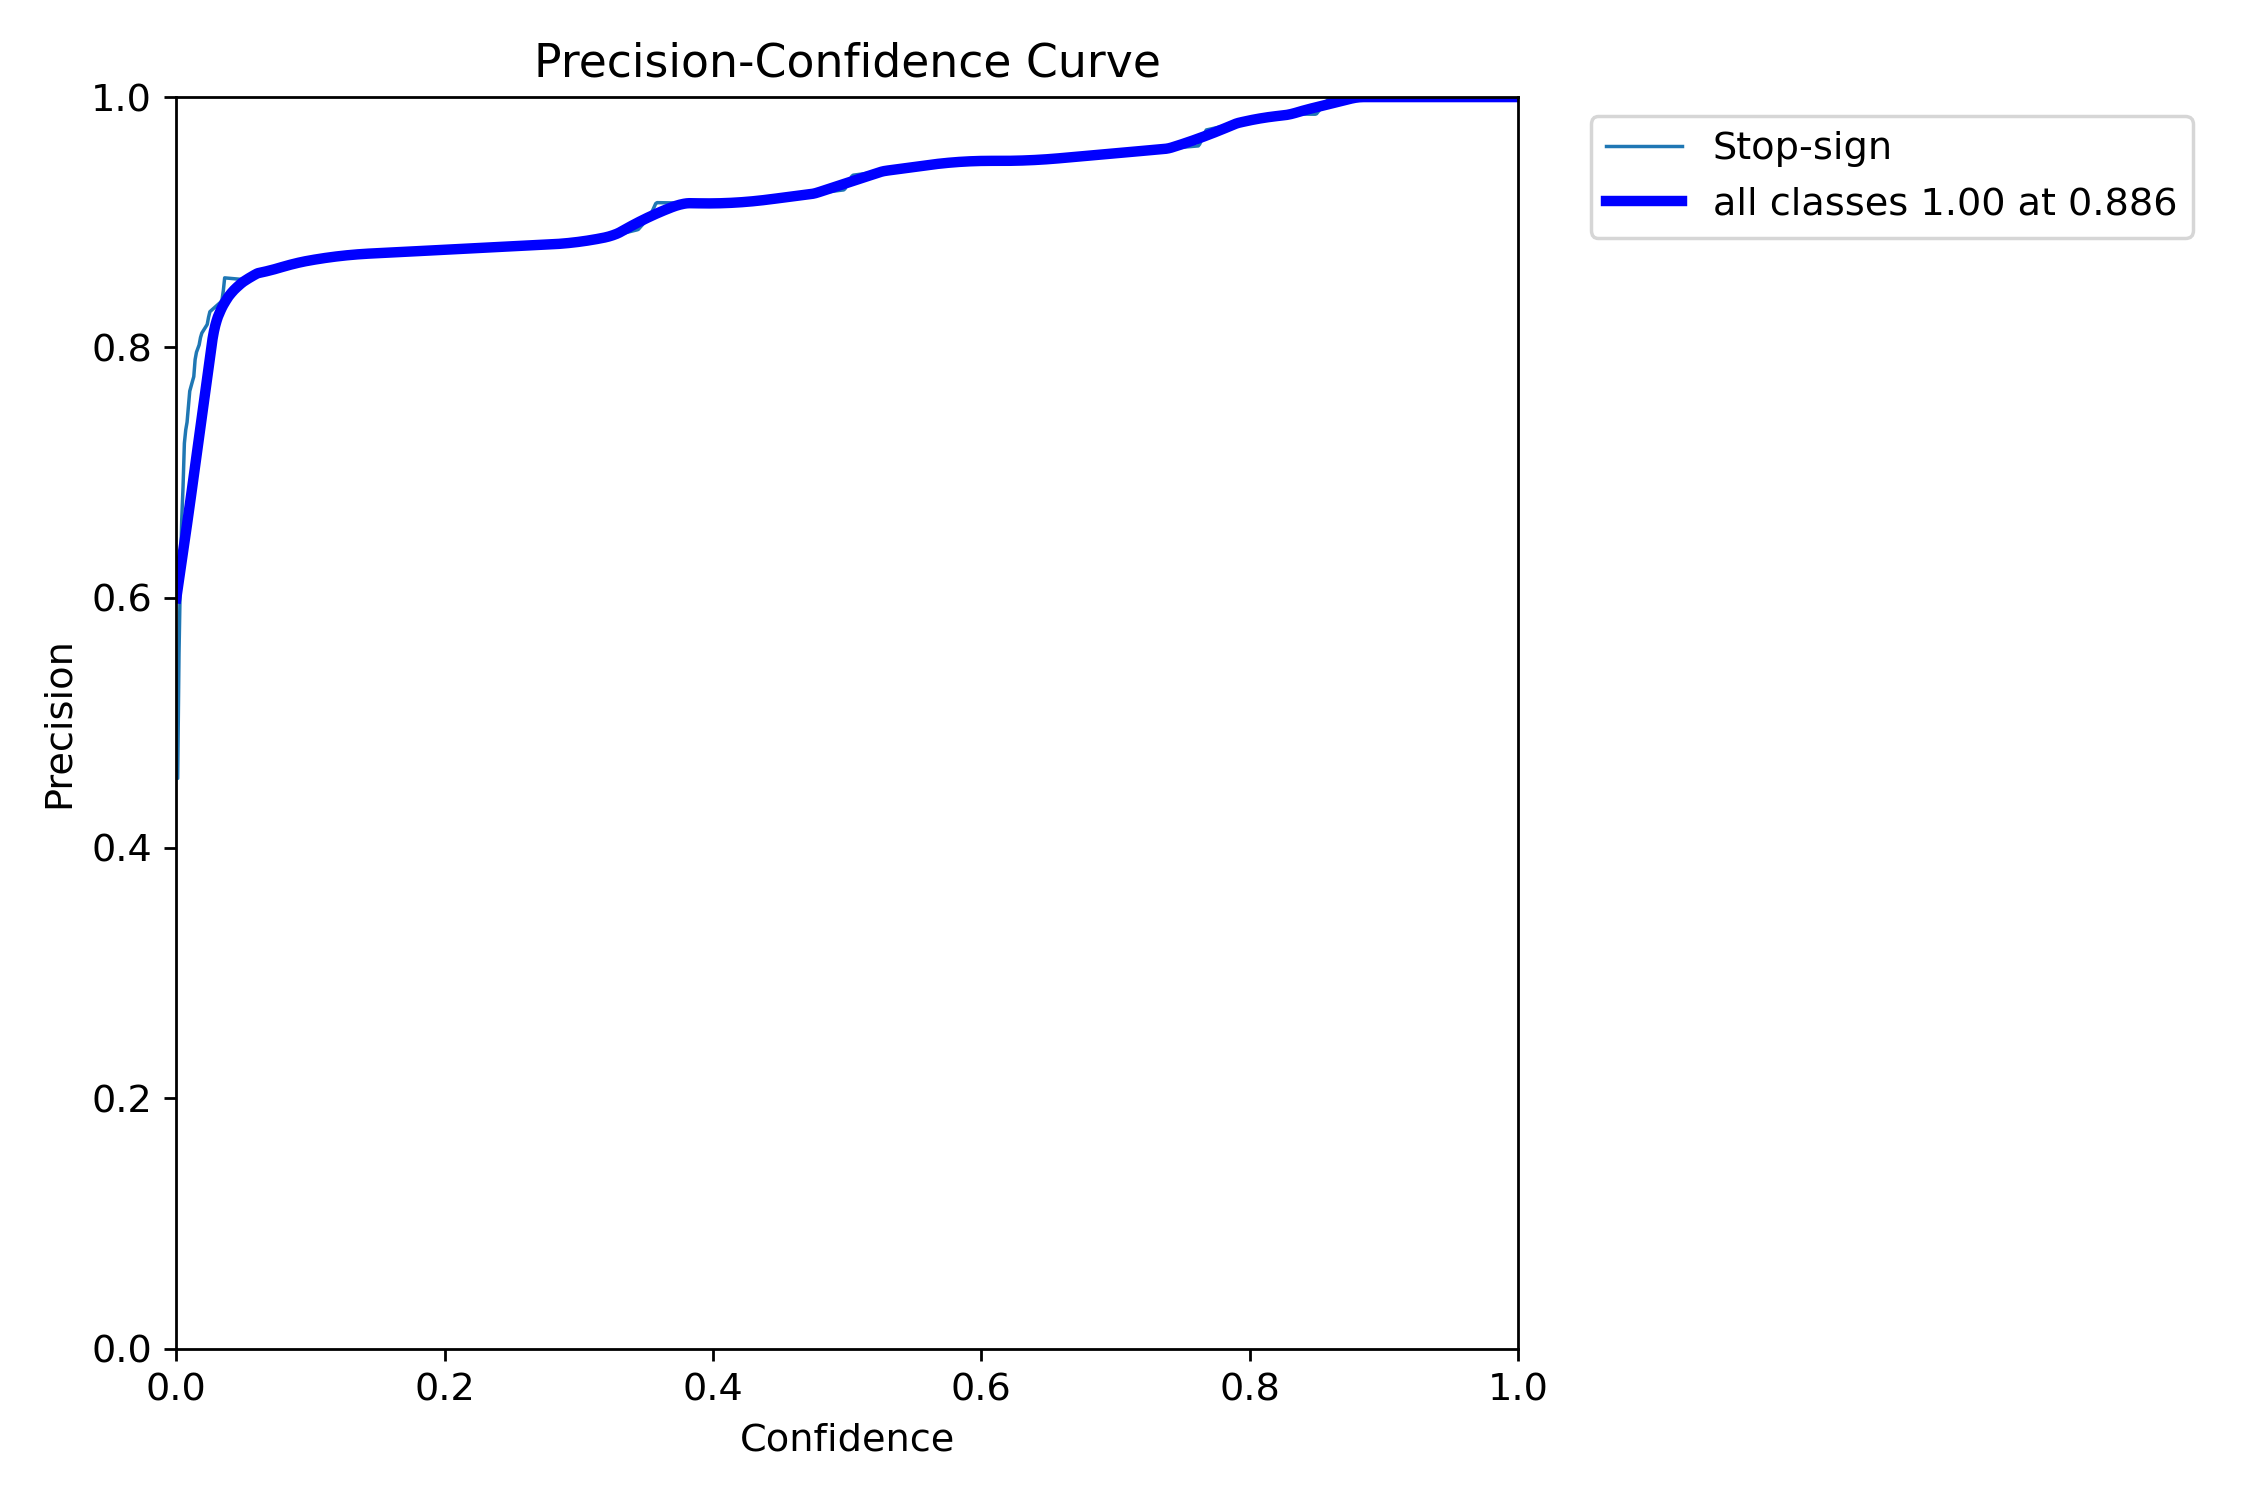 Precision-Confidence Curve
Stop-sign
all classes 1.00 at 0.886
Precision
1.0
0.8
0.6
0.4
0.2
0.0
0.0 0.2 0.4 0.6 0.8 1.0
Confidence